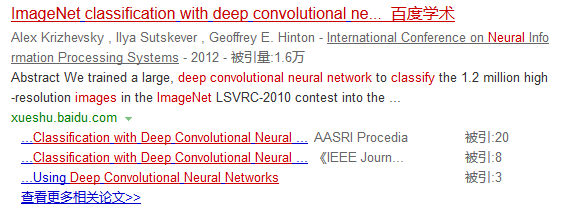 ImageNet classification with deep convolutional ne... 百度学术
Alex Krizhevsky , Ilya Sutskever , Geoffrey E. Hinton - International Conference on Neural Info
rmation Processing Systems - 2012 - 被引量:1.6万
Abstract We trained a large, deep convolutional neural network to classify the 1.2 million high
-resolution images in the ImageNet LSVRC-2010 contest into the ...
xueshu.baidu.com
...Classification with Deep Convolutional Neural ... AASRI Procedia 被引:20
...Classification with Deep Convolutional Neural ... 《IEEE Journ... 被引:8
...Using Deep Convolutional Neural Networks 被引:3
查看更多相关论文>>